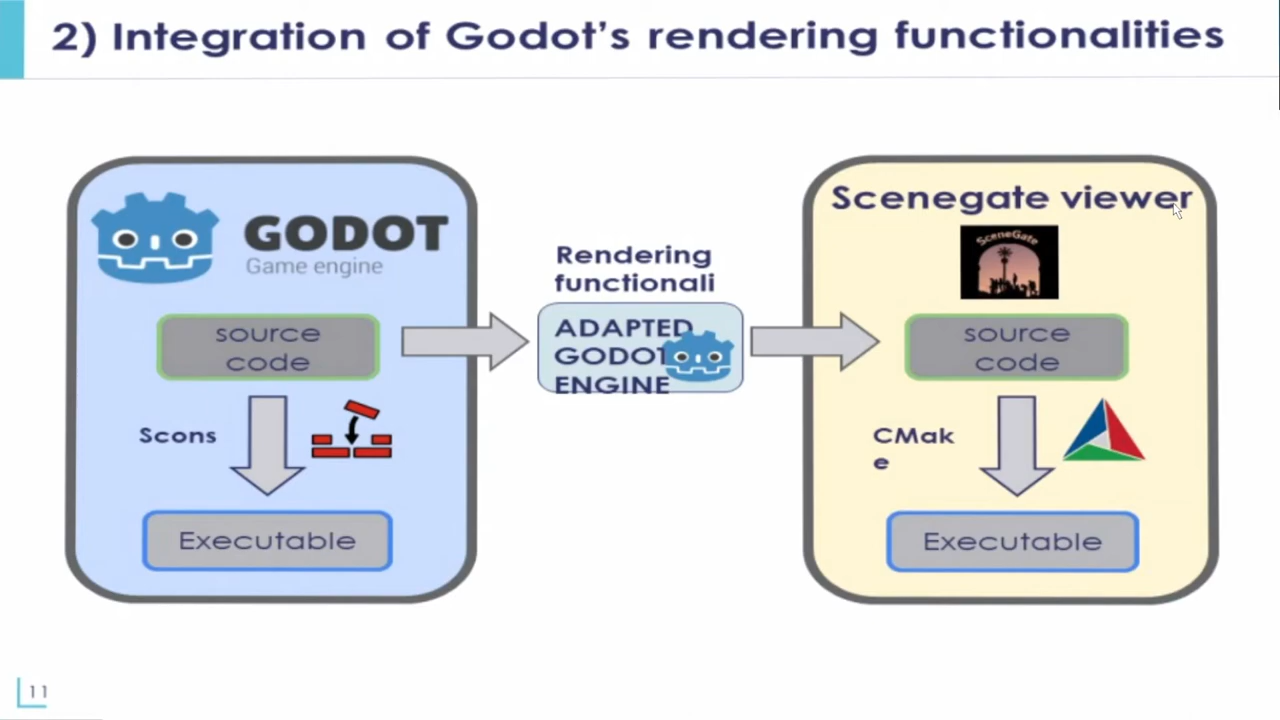 2) Integration of Godot's rendering functionalities
GODOT
Game engine
source
code
Scons
Executable
Rendering
functionali
ADAPTED
GODOT
ENGINE
Scenegate viewer
SceneGate
source
code
CMak
e
Executable
11